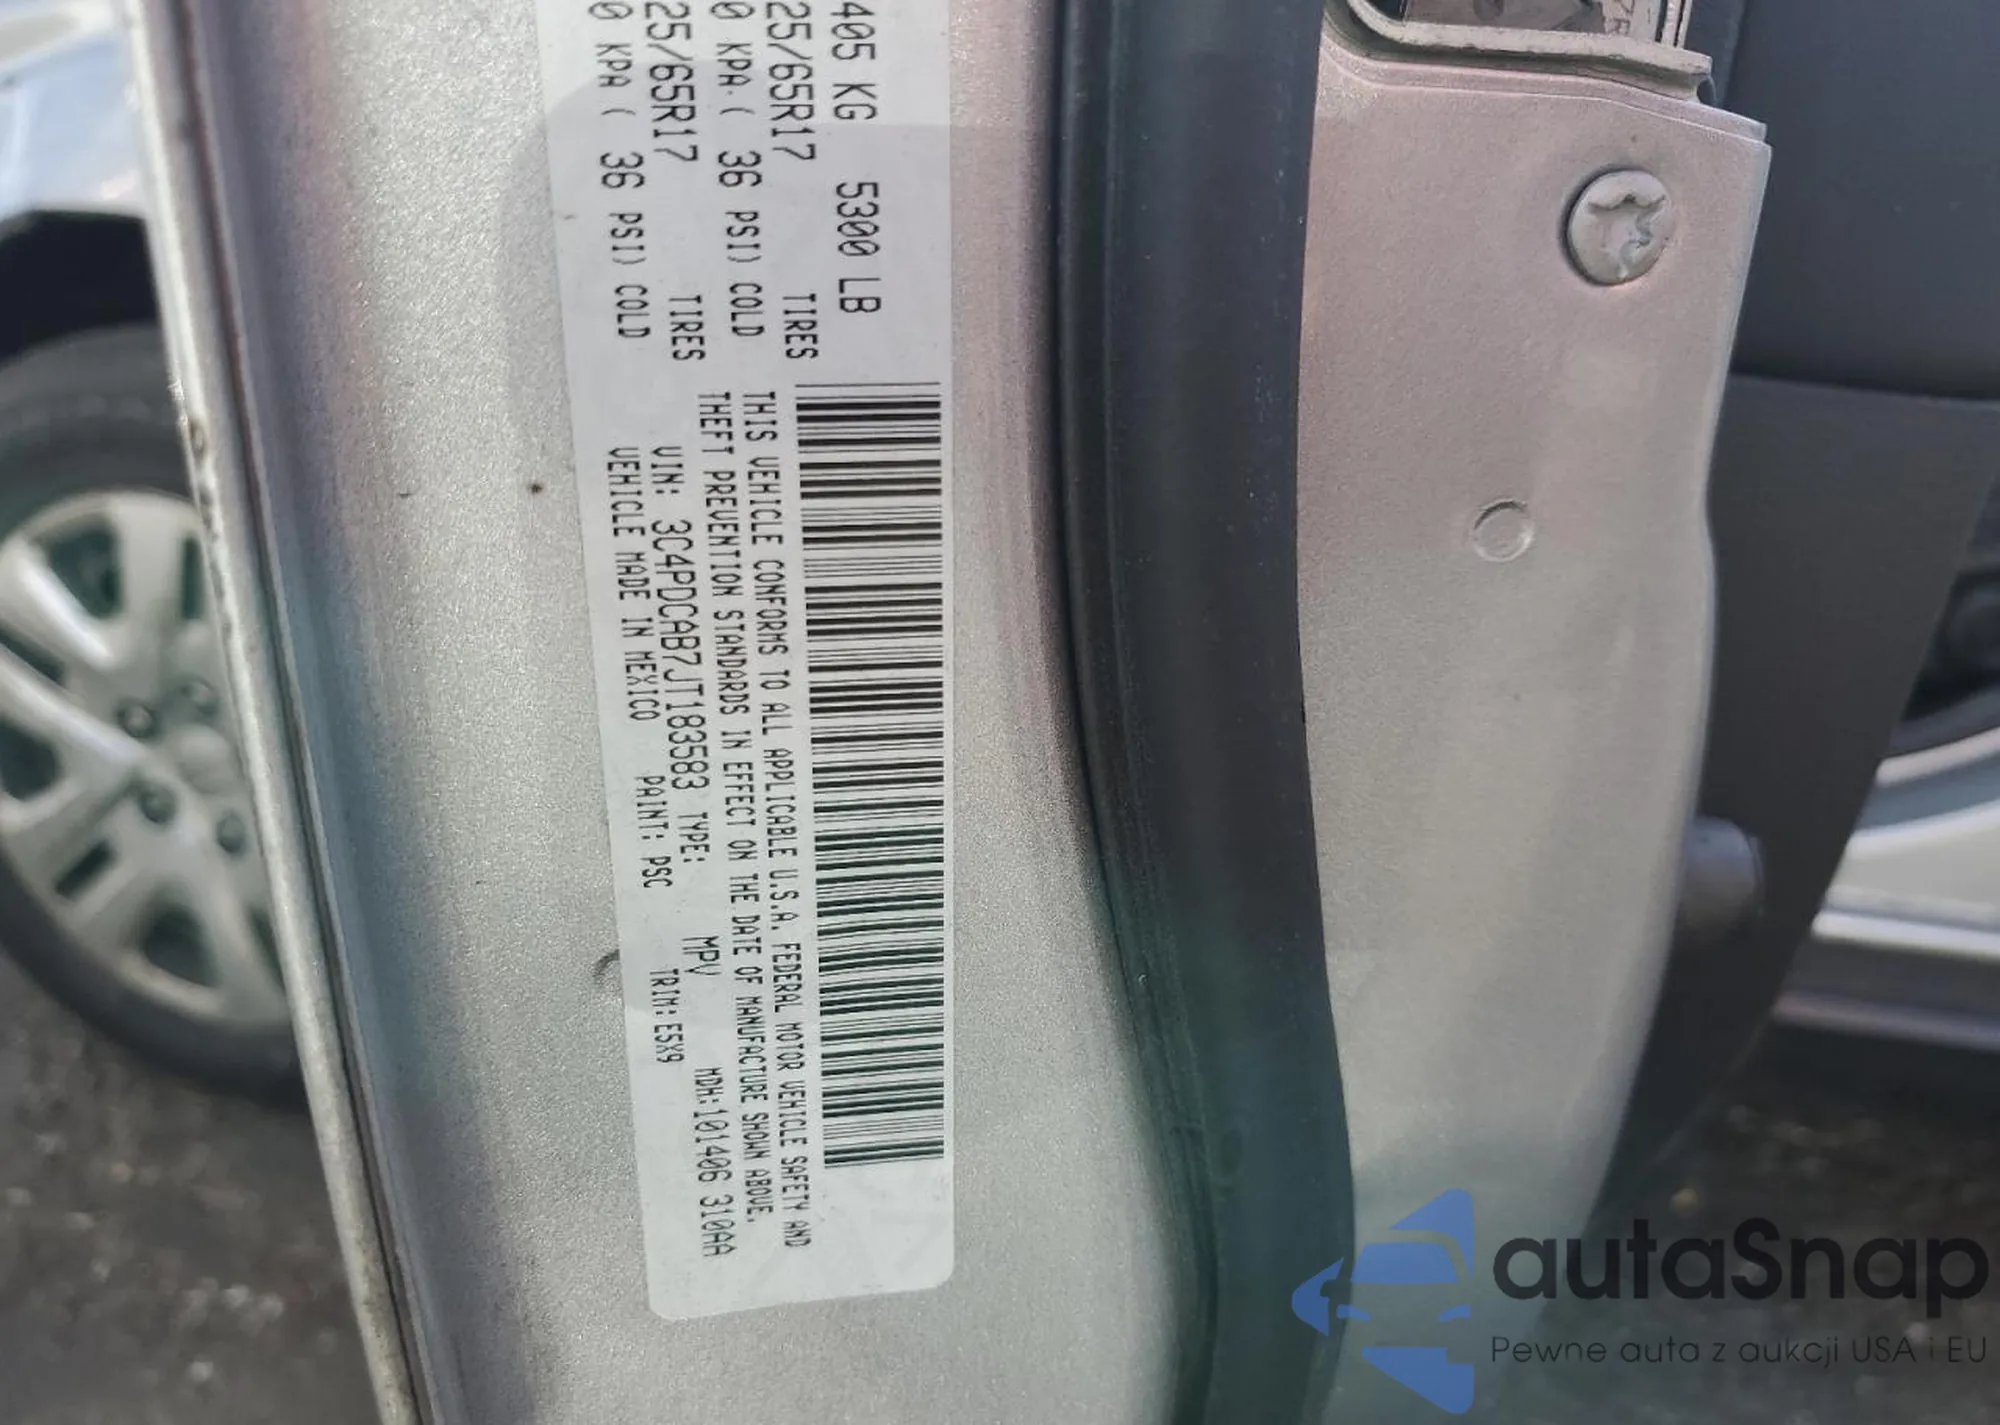 405 KG 5300 LB
25/65R17 TIRES
0 KPA ( 36 PSI) COLD
25/65R17 TIRES
0 KPA ( 36 PSI) COLD
THIS VEHICLE CONFORMS TO ALL APPLICABLE U.S.A. FEDERAL MOTOR VEHICLE SAFETY AND
THEFT PREVENTION STANDARDS IN EFFECT ON THE DATE OF MANUFACTURE SHOWN ABOVE.
VIN: 3C4PDCAB7JT183583 TYPE: MPV MDH:101406 310AA
VEHICLE MADE IN MEXICO PAINT: PSC TRIM:E5X9
autaSnap
Pewne auta z aukcji USA i EU